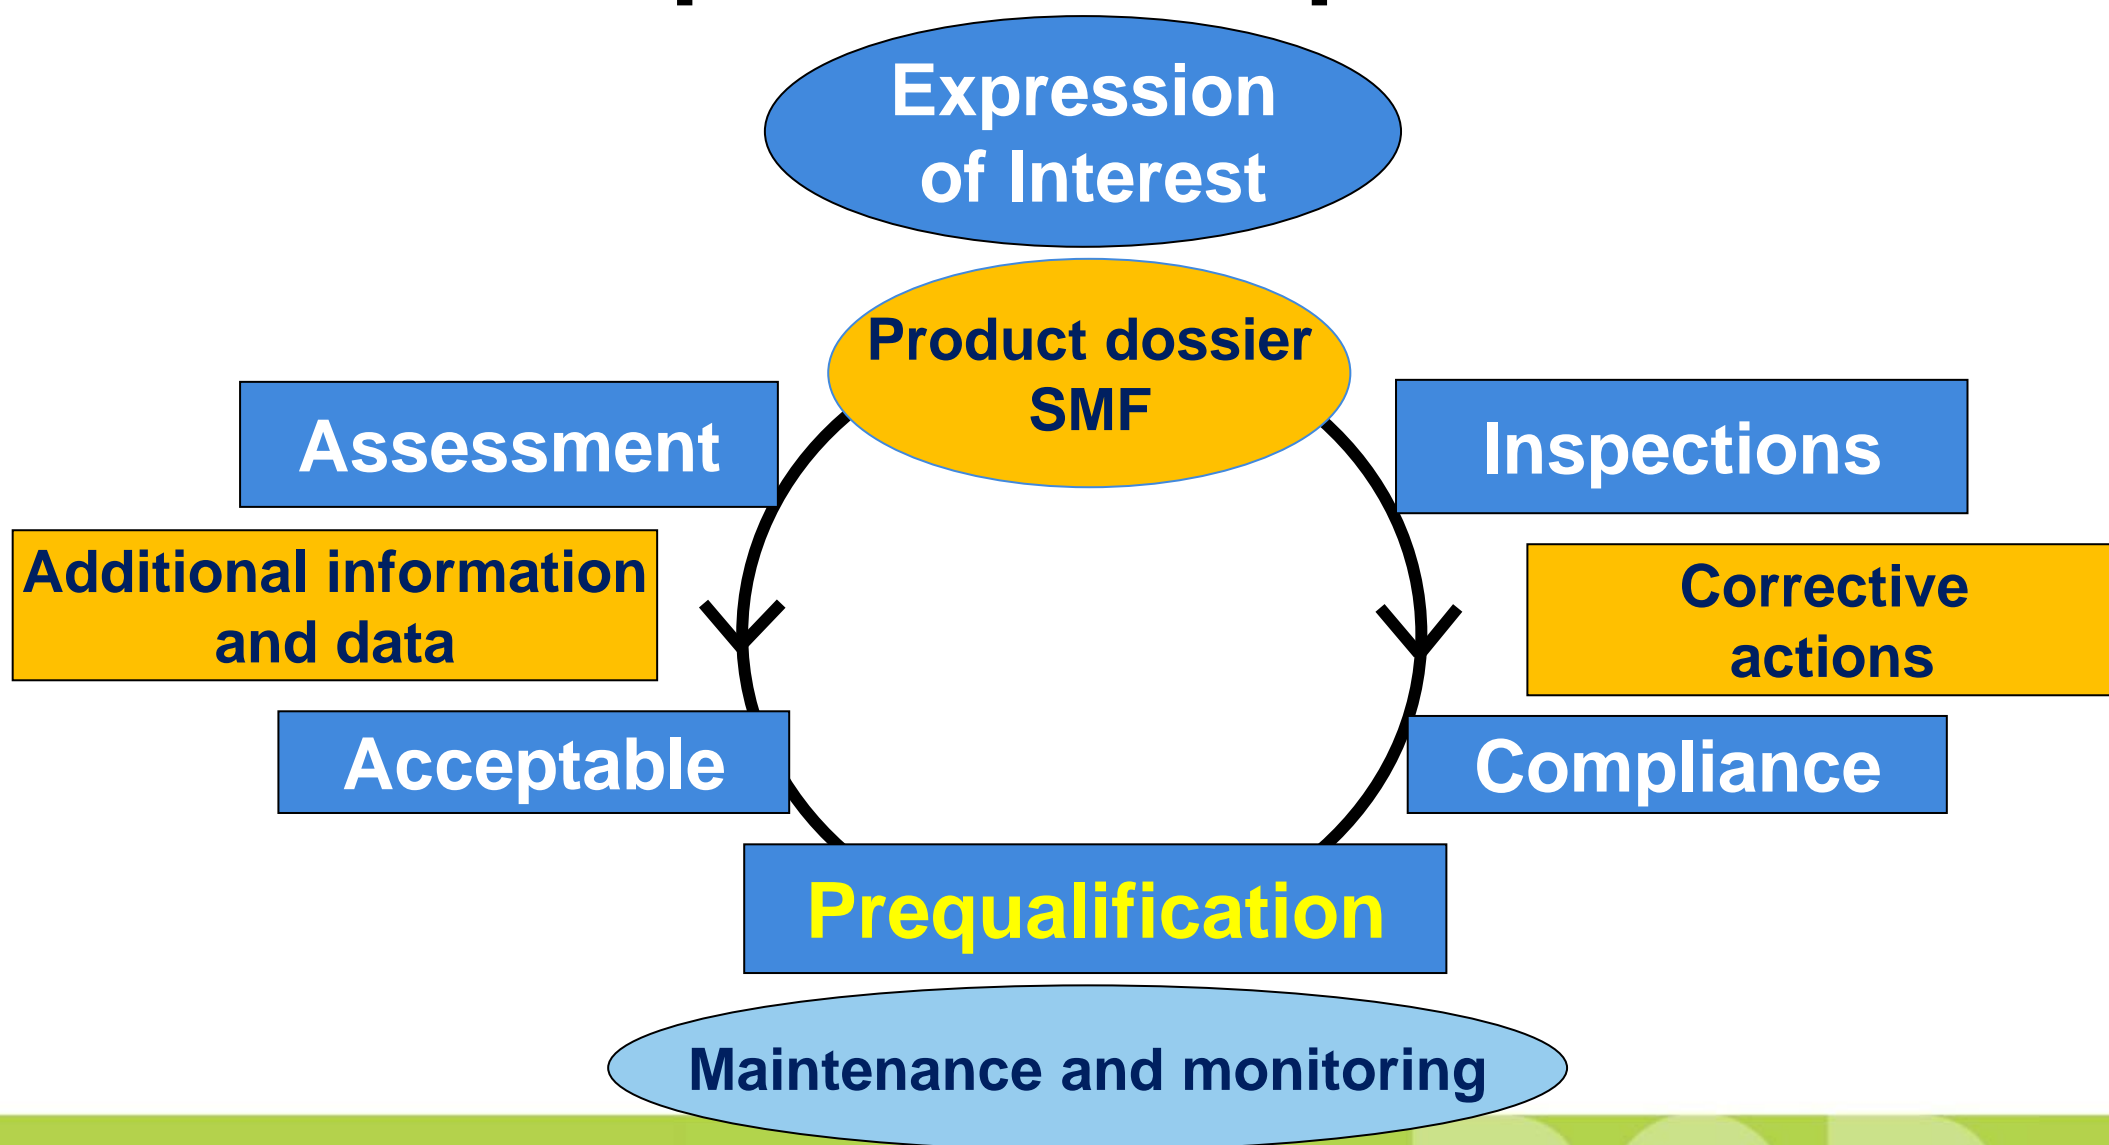 Expression
of Interest
Product dossier
SMF
Assessment
Inspections
Additional information
and data
Corrective
actions
Acceptable
Compliance
Prequalification
Maintenance and monitoring